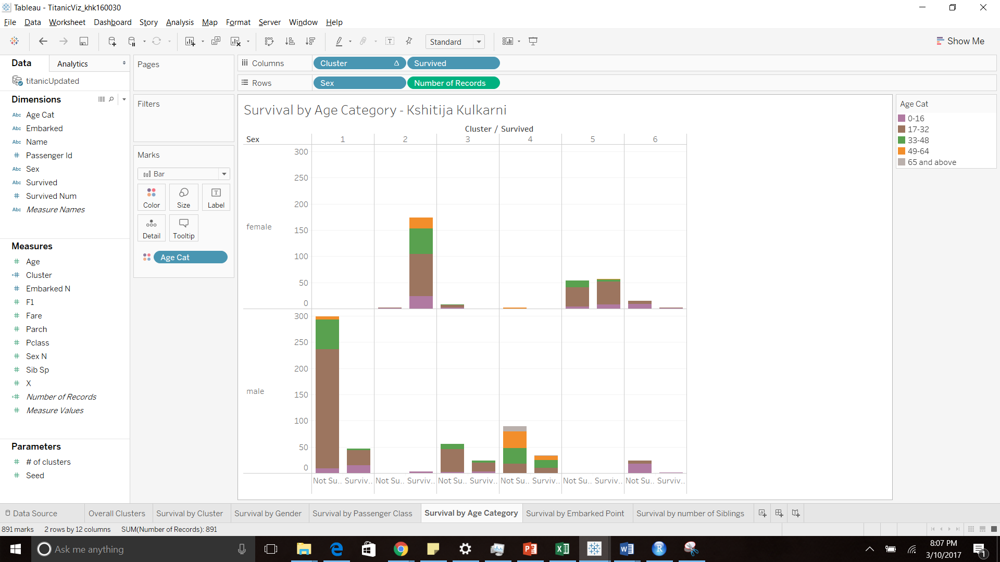 Tableau - TitanicViz_khk160030
File Data Worksheet Dashboard Story Analysis Map Format Server Window Help
Standard
Show Me
Data
Analytics
titanicUpdated
Dimensions
Abc Age Cat
Abc Embarked
Abc Name
# Passenger Id
Abc Sex
Abc Survived
# Survived Num
Abc Measure Names
Measures
# Age
=# Cluster
# Embarked N
# F1
# Fare
# Parch
# Pclass
# Sex N
# Sib Sp
# X
=# Number of Records
# Measure Values
Parameters
# # of clusters
# Seed
Pages
Filters
Marks
Bar
Color Size Label
Detail Tooltip
Age Cat
Columns Cluster Δ Survived
Rows Sex Number of Records
Survival by Age Category - Kshitija Kulkarni
Cluster / Survived
Sex 1 2 3 4 5 6
300
250
200
female
150
100
50
0
300
250
200
male
150
100
50
0
Not Su.. Surviv.. Not Su.. Surviv.. Not Su.. Surviv.. Not Su.. Surviv.. Not Su.. Surviv.. Not Su.. Surviv..
Age Cat
0-16
17-32
33-48
49-64
65 and above
Data Source Overall Clusters Survival by Cluster Survival by Gender Survival by Passenger Class Survival by Age Category Survival by Embarked Point Survival by number of Siblings
891 marks 2 rows by 12 columns SUM(Number of Records): 891
Ask me anything
8:07 PM
3/10/2017
1